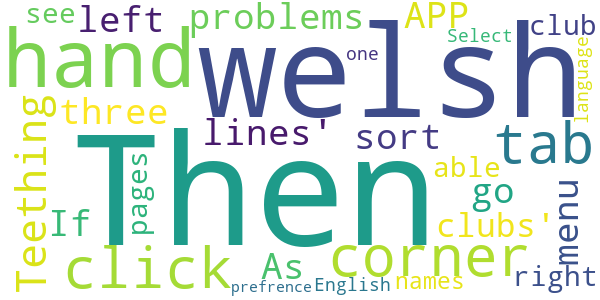 see left problems APP Select club
hand welsh one language
Teething three lines' sort tab
If pages able go menu
Then clubs'
click As corner right
prefrence English names